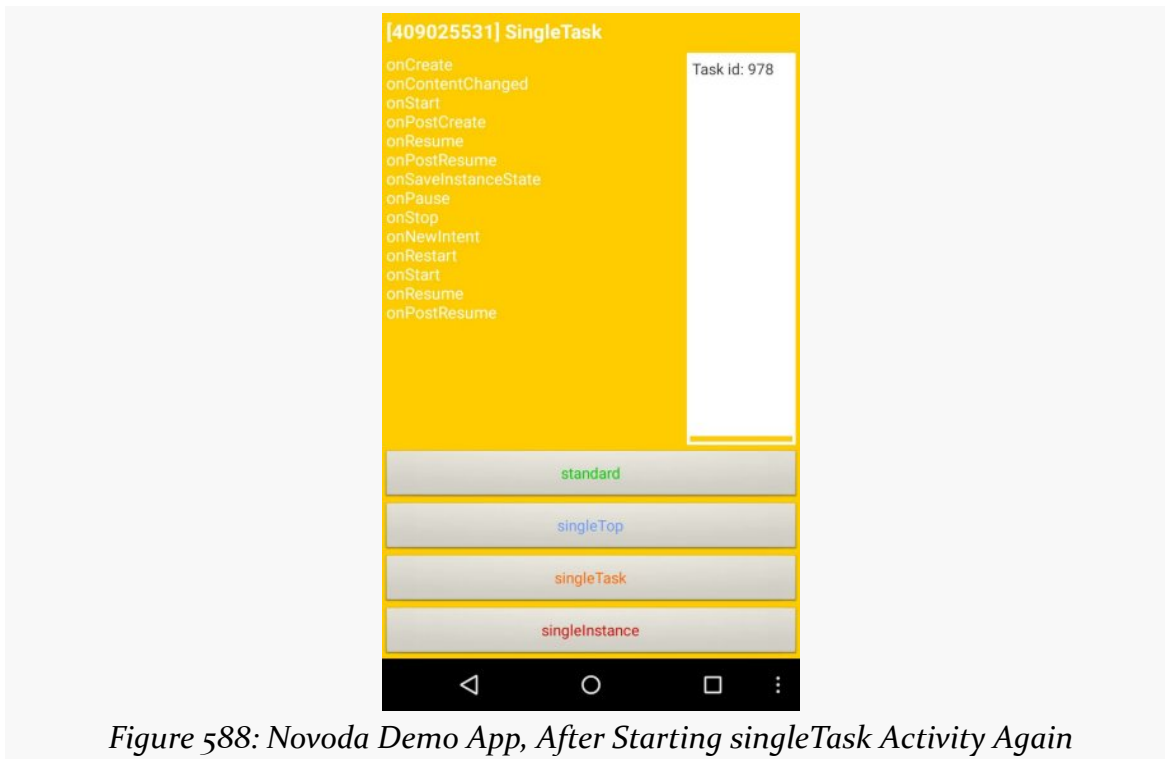 [409025531] SingleTask
onCreate
onContentChanged
onStart
onPostCreate
onResume
onPostResume
onSaveInstanceState
onPause
onStop
onNewIntent
onRestart
onStart
onResume
onPostResume
Task id: 978
standard
singleTop
singleTask
singleInstance
Figure 588: Novoda Demo App, After Starting singleTask Activity Again